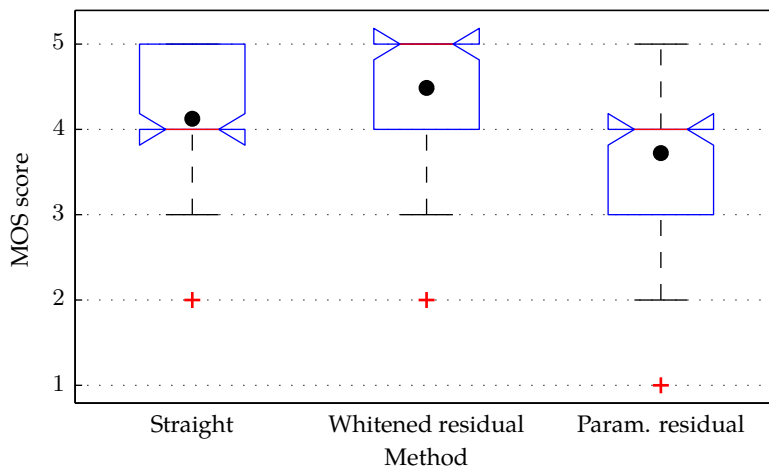 MOS score
5
4
3
2
1
Straight
Whitened residual
Param. residual
Method